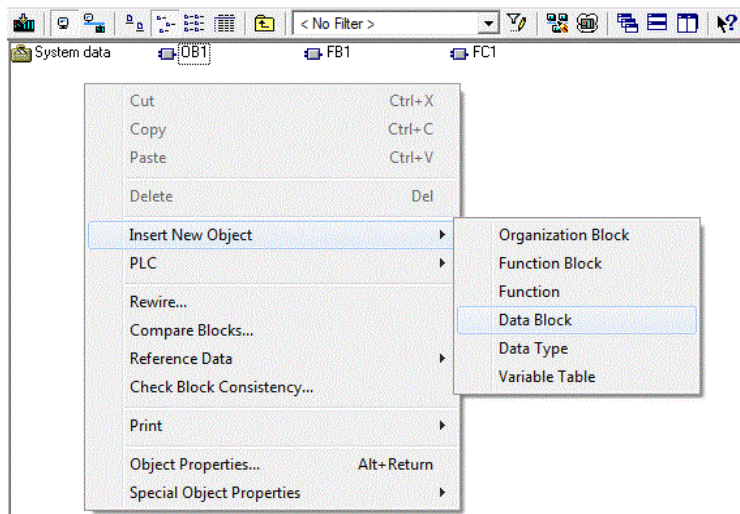 < No Filter >
System data
OB1
FB1
FC1
Cut Ctrl+X
Copy Ctrl+C
Paste Ctrl+V
Delete Del
Insert New Object
PLC
Rewire...
Compare Blocks...
Reference Data
Check Block Consistency...
Print
Object Properties... Alt+Return
Special Object Properties
Organization Block
Function Block
Function
Data Block
Data Type
Variable Table